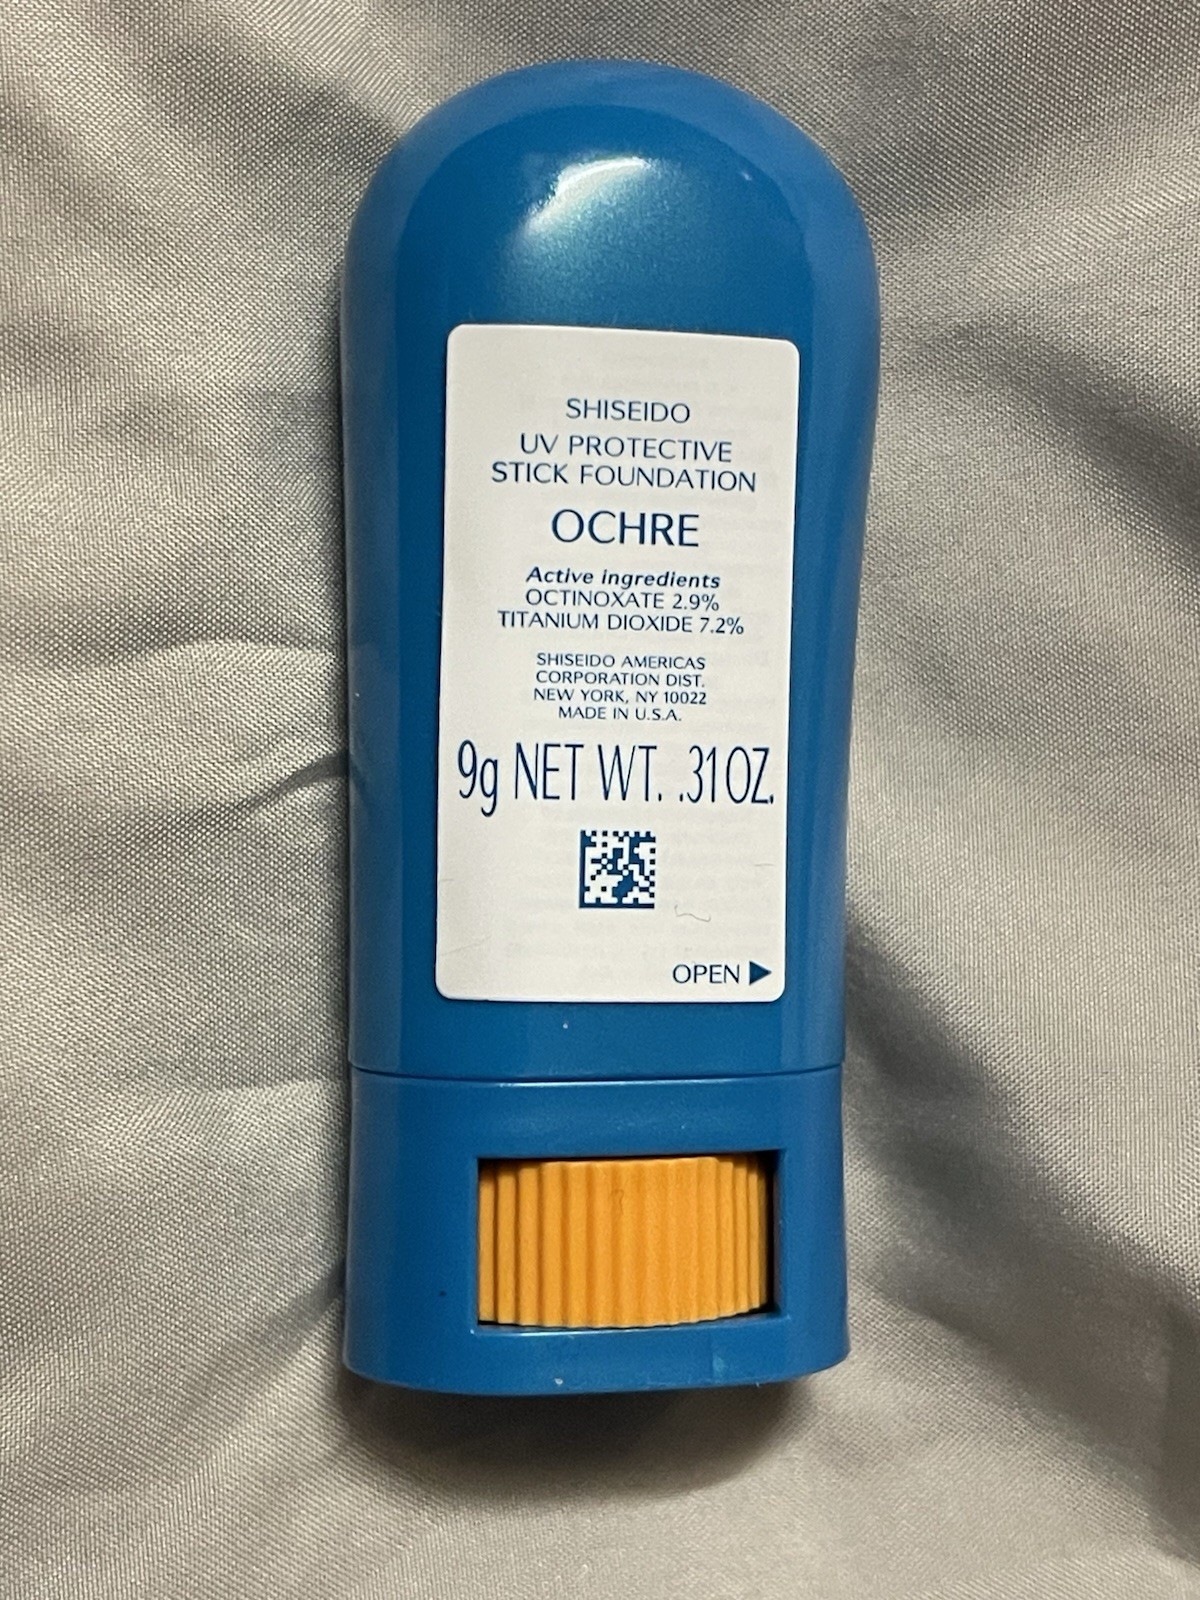 SHISEIDO
UV PROTECTIVE
STICK FOUNDATION
OCHRE
Active ingredients
OCTINOXATE 2.9%
TITANIUM DIOXIDE 7.2%
SHISEIDO AMERICAS
CORPORATION DIST.
NEW YORK, NY 10022
MADE IN U.S.A.
9g NET WT. .31 OZ.
OPEN ▶